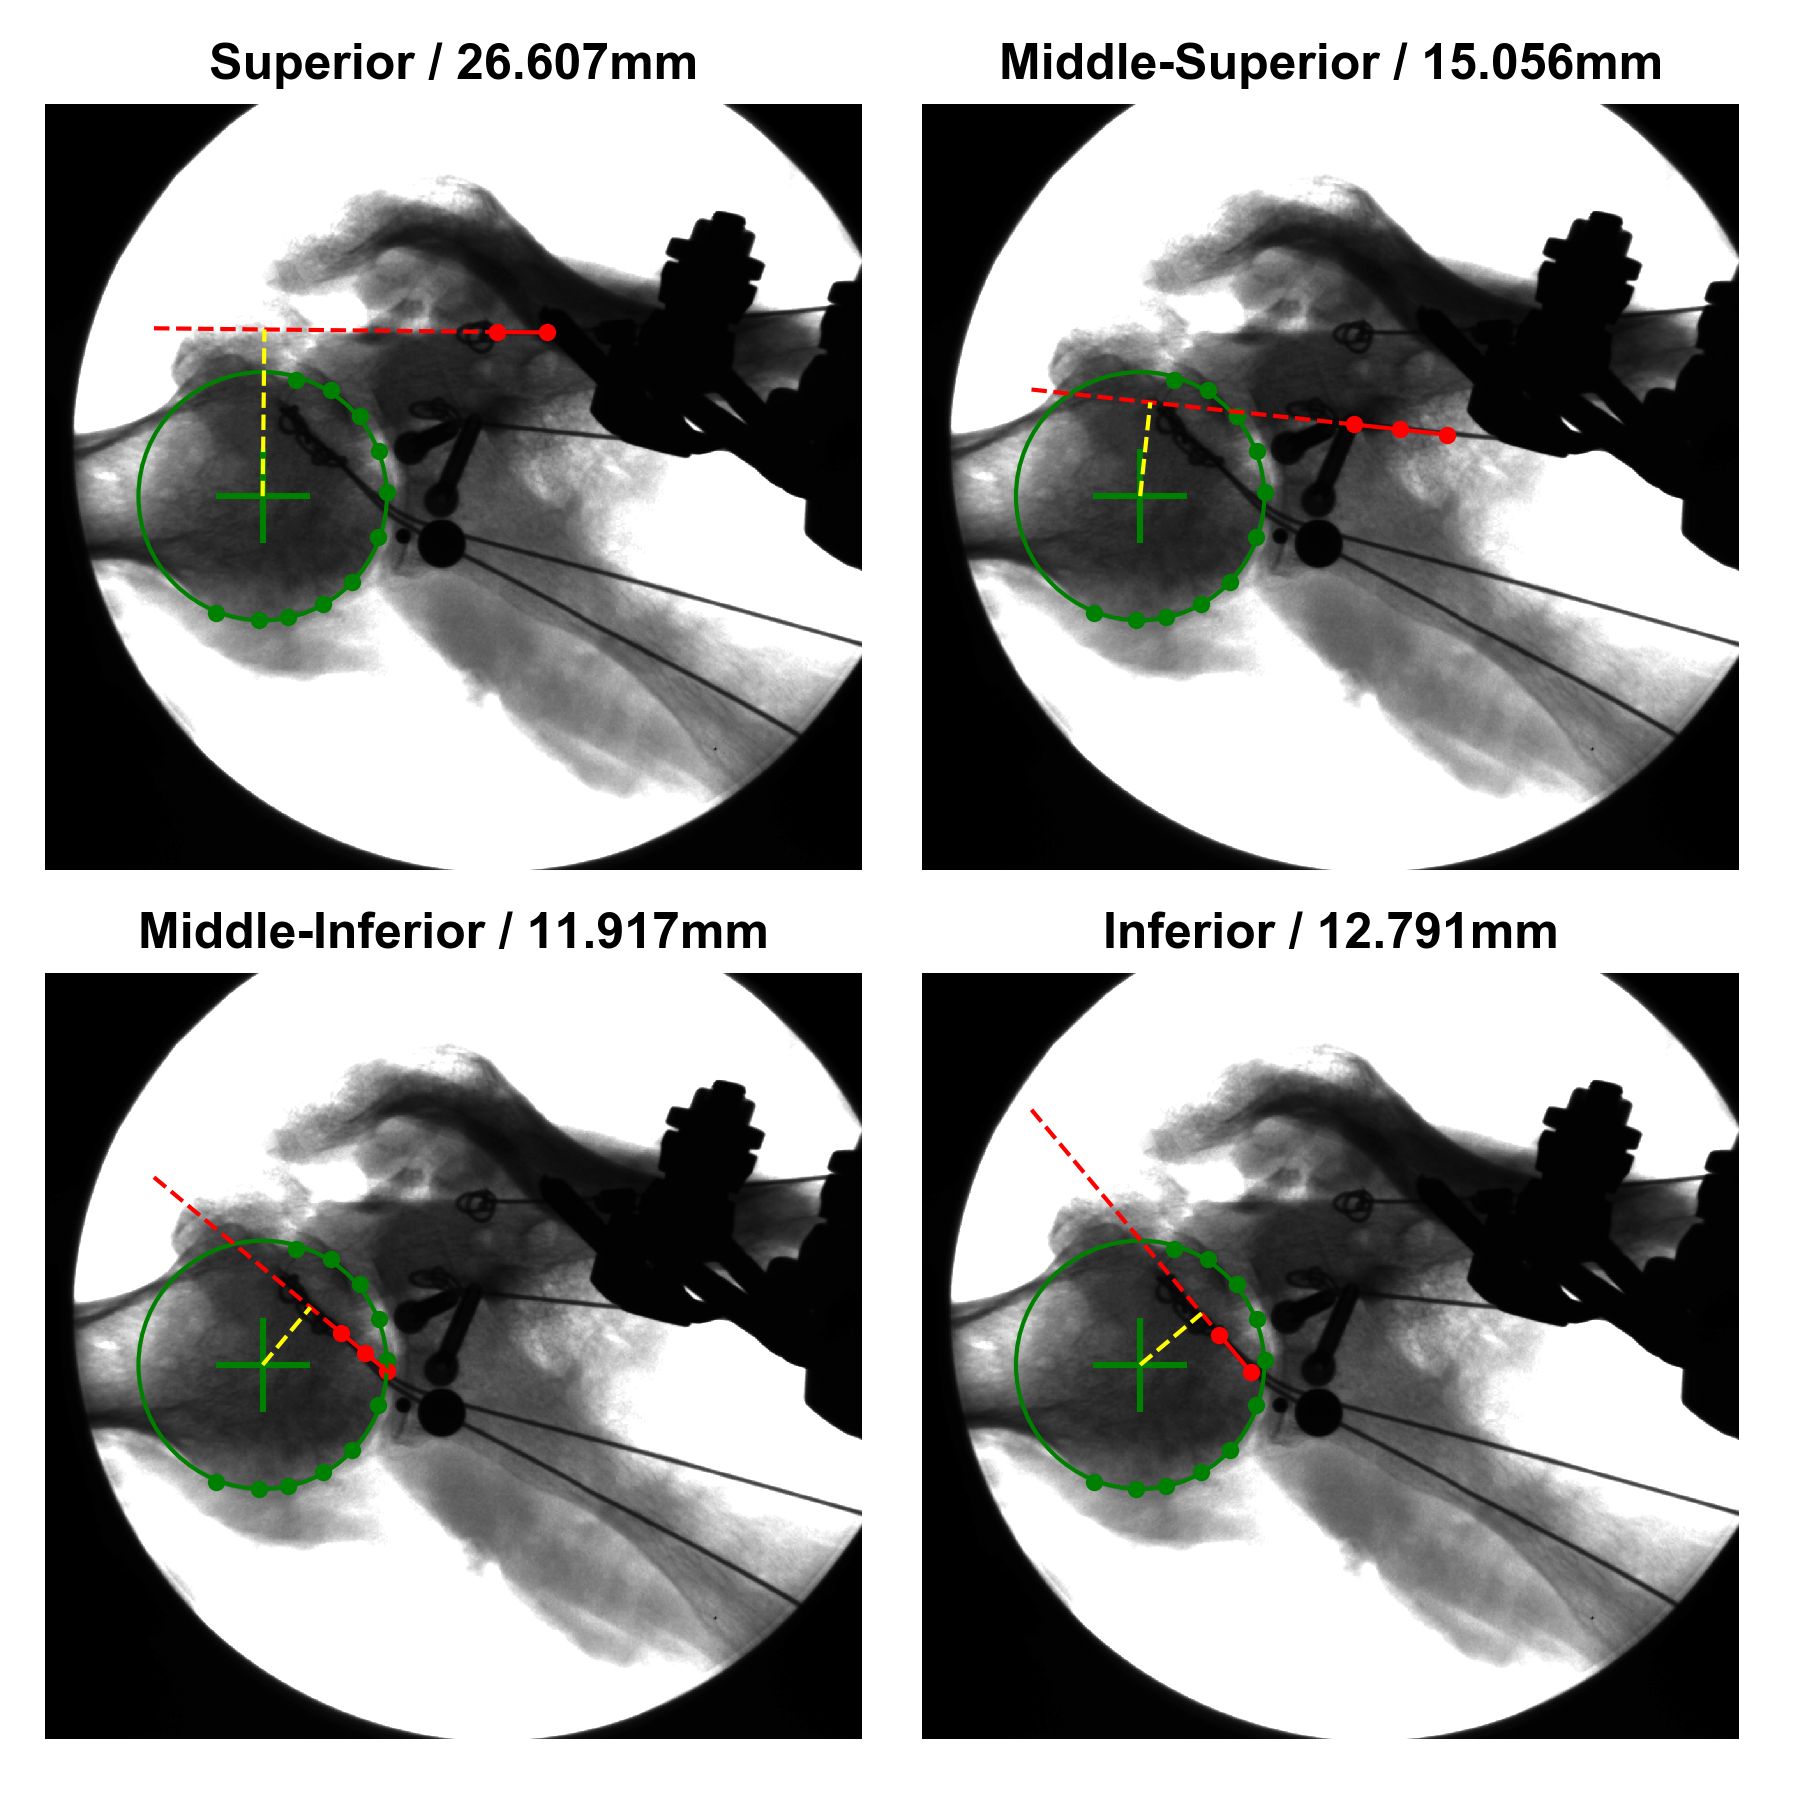 Superior / 26.607mm
Middle-Superior / 15.056mm
Middle-Inferior / 11.917mm
Inferior / 12.791mm